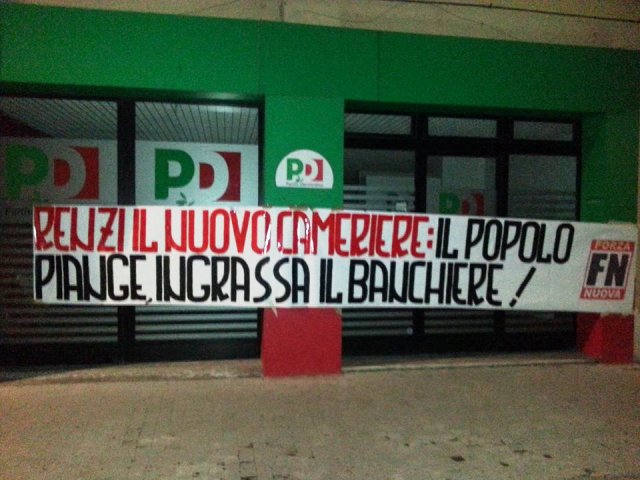 PD
PD
PD
Partito Democratico
PD
RENZI IL NUOVO CAMERIERE: IL POPOLO
PIANGE, INGRASSA IL BANCHIERE!
FORZA
FN
NUOVA